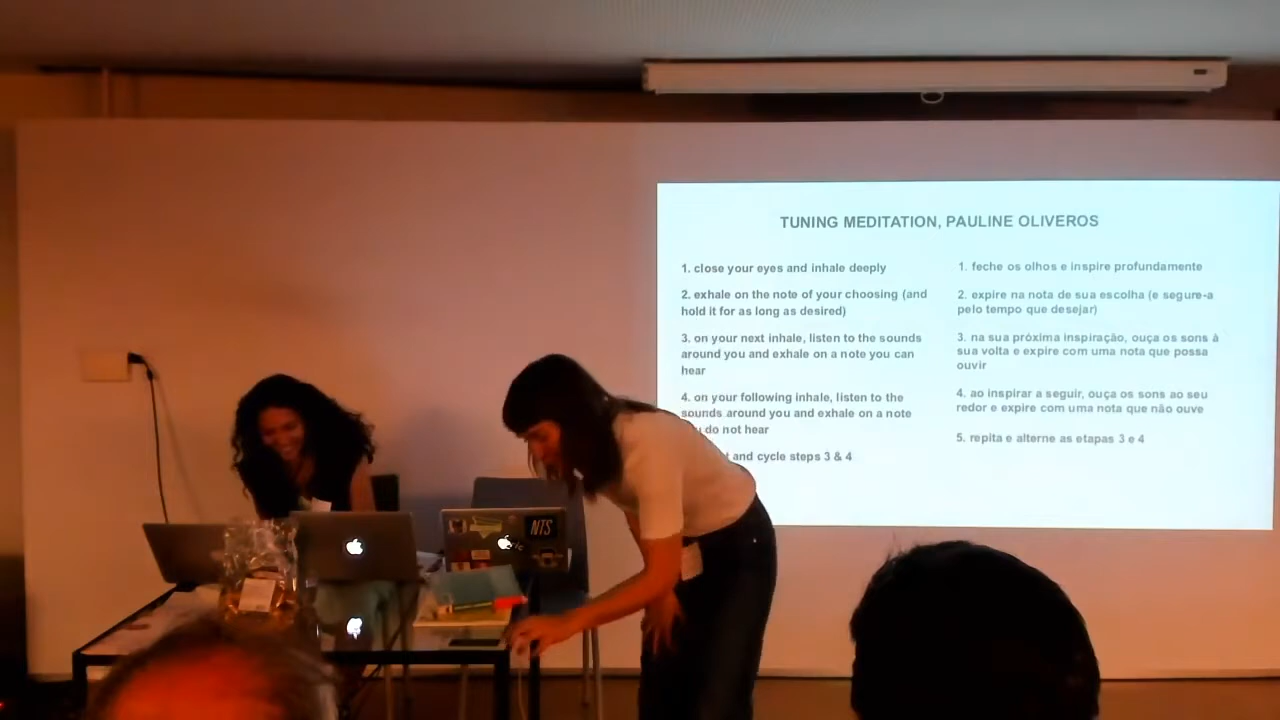 TUNING MEDITATION, PAULINE OLIVEROS
1. close your eyes and inhale deeply
2. exhale on the note of your choosing (and
hold it for as long as desired)
3. on your next inhale, listen to the sounds
around you and exhale on a note you can
hear
4. on your following inhale, listen to the
sounds around you and exhale on a note
do not hear
and cycle steps 3 & 4
1. feche os olhos e inspire profundamente
2. expire na nota de sua escolha (e segure-a
pelo tempo que desejar)
3. na sua próxima inspiração, ouça os sons à
sua volta e expire com uma nota que possa
ouvir
4. ao inspirar a seguir, ouça os sons ao seu
redor e expire com uma nota que não ouve
5. repita e alterne as etapas 3 e 4
NTS